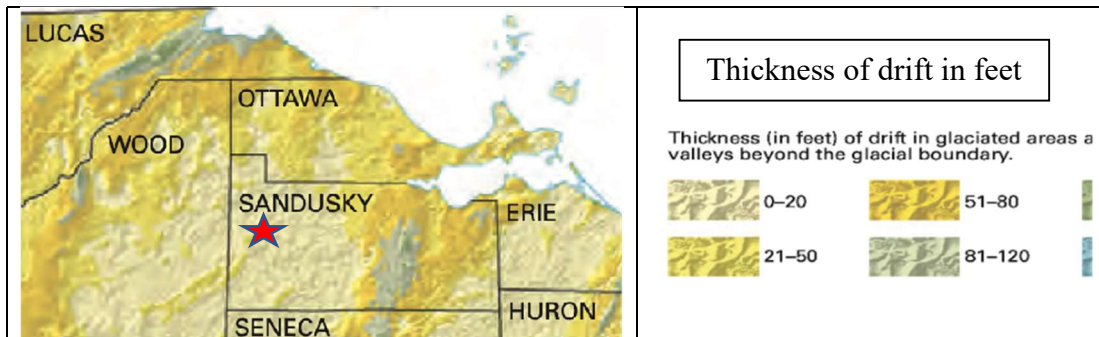 LUCAS
OTTAWA
WOOD
SANDUSKY
ERIE
HURON
SENECA
Thickness of drift in feet
Thickness (in feet) of drift in glaciated areas a
valleys beyond the glacial boundary.
0–20
51–80
21–50
81–120